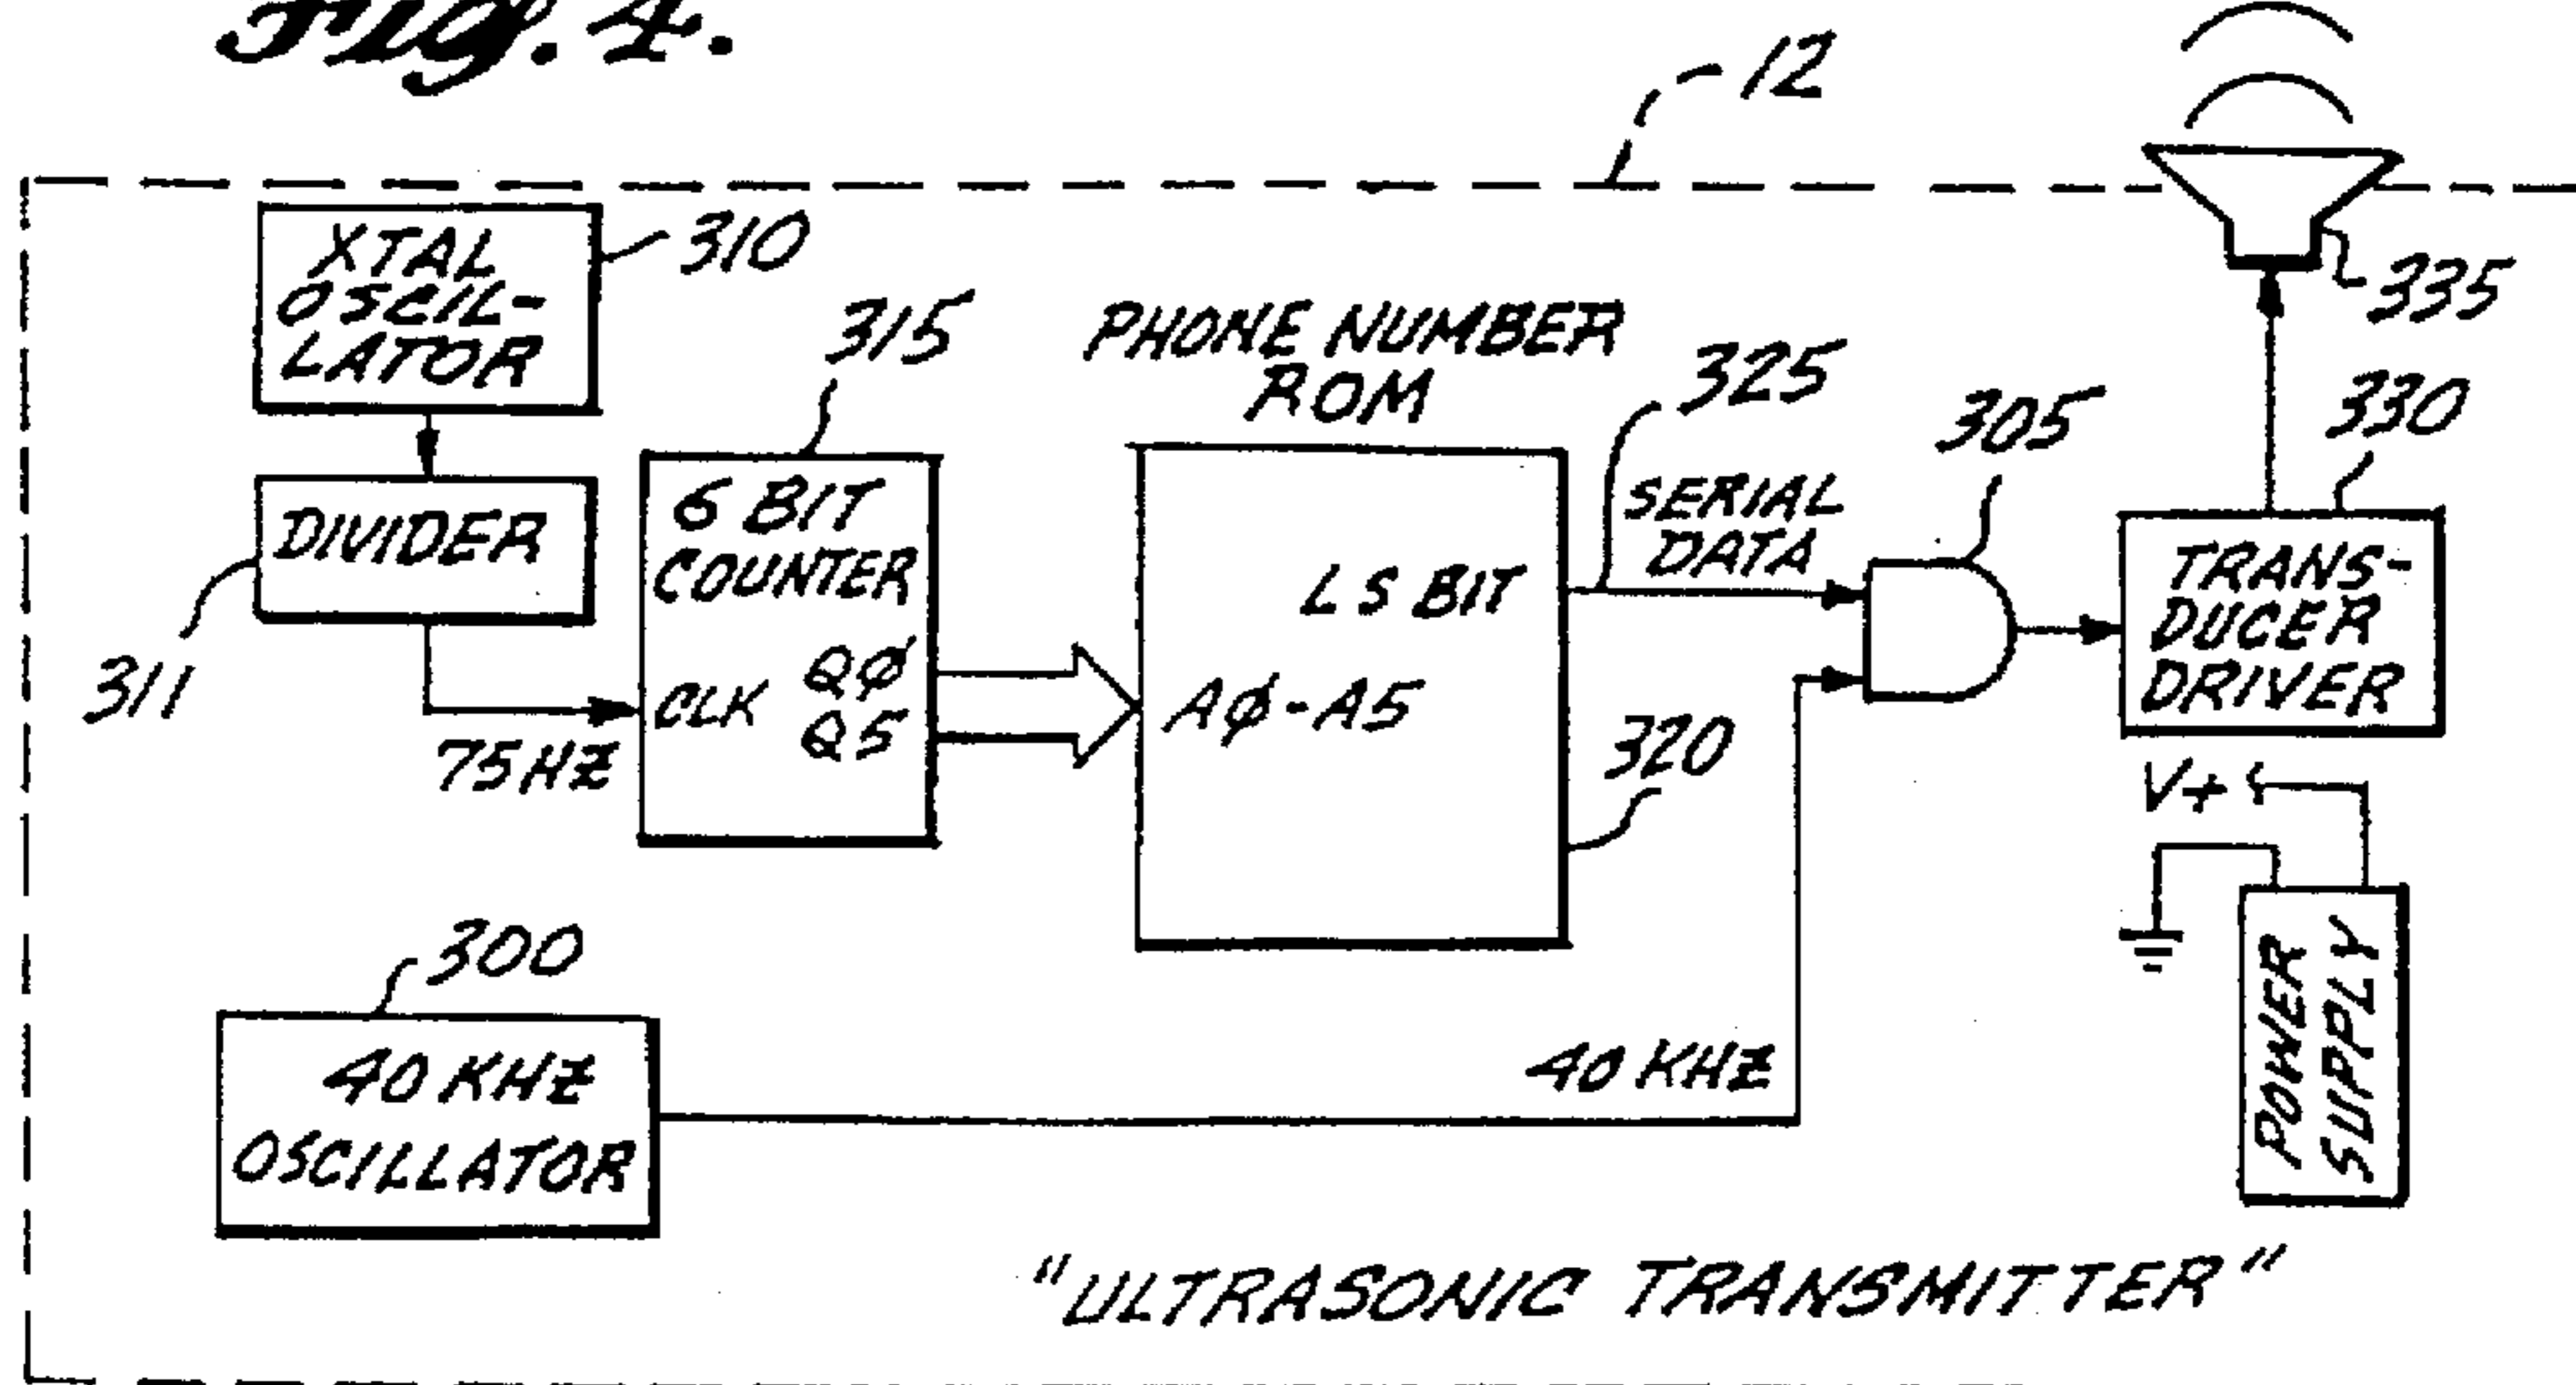 Fig. 4.
12
XTAL
OSCIL-
LATOR
310
335
315
PHONE NUMBER
ROM
325
305
330
DIVIDER
311
6 BIT
COUNTER
CLK
QØ
Q5
75HZ
LS BIT
AØ-A5
320
SERIAL
DATA
TRANS-
DUCER
DRIVER
V+
300
40 KHZ
OSCILLATOR
40 KHZ
POWER
SUPPLY
"ULTRASONIC TRANSMITTER"